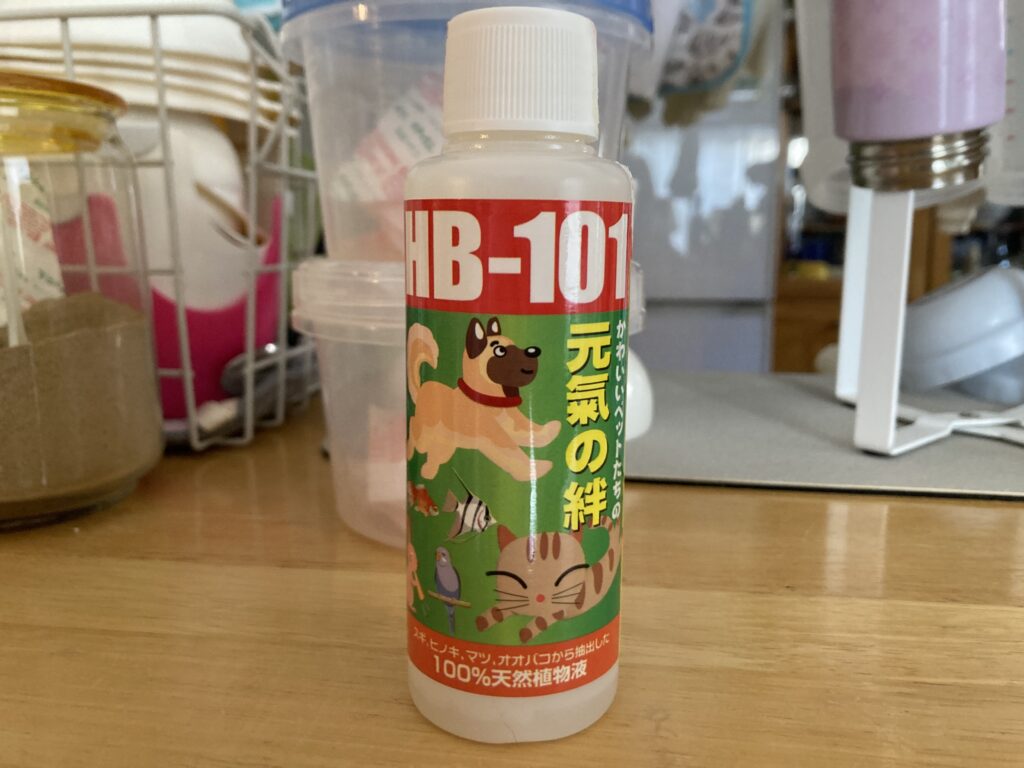 HB-101
かわいいペットたちの
元氣の絆
スギ、ヒノキ、マツ、オオバコから抽出した
100%天然植物液